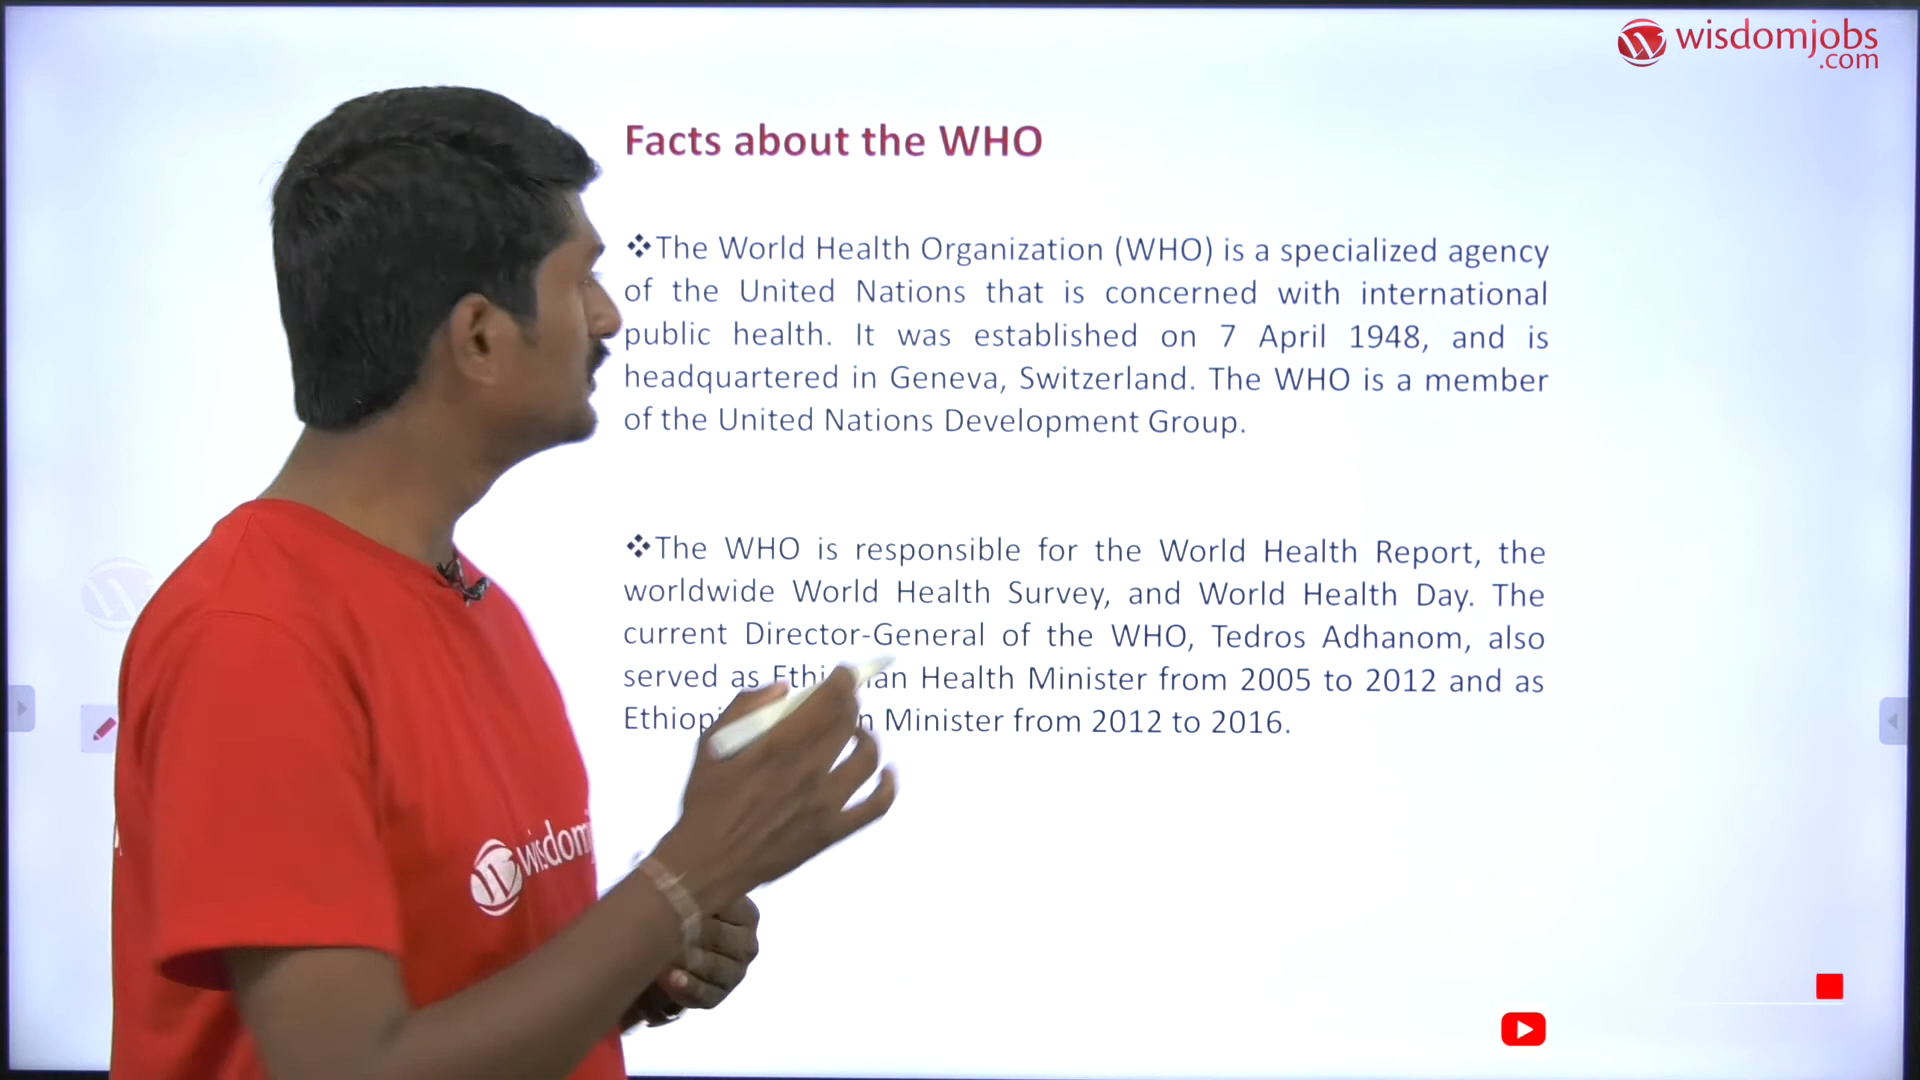 wisdomjobs
.com
Facts about the WHO
❖The World Health Organization (WHO) is a specialized agency
of the United Nations that is concerned with international
public health. It was established on 7 April 1948, and is
headquartered in Geneva, Switzerland. The WHO is a member
of the United Nations Development Group.
❖The WHO is responsible for the World Health Report, the
worldwide World Health Survey, and World Health Day. The
current Director-General of the WHO, Tedros Adhanom, also
served as Health Minister from 2005 to 2012 and as
Minister from 2012 to 2016.
wisdom